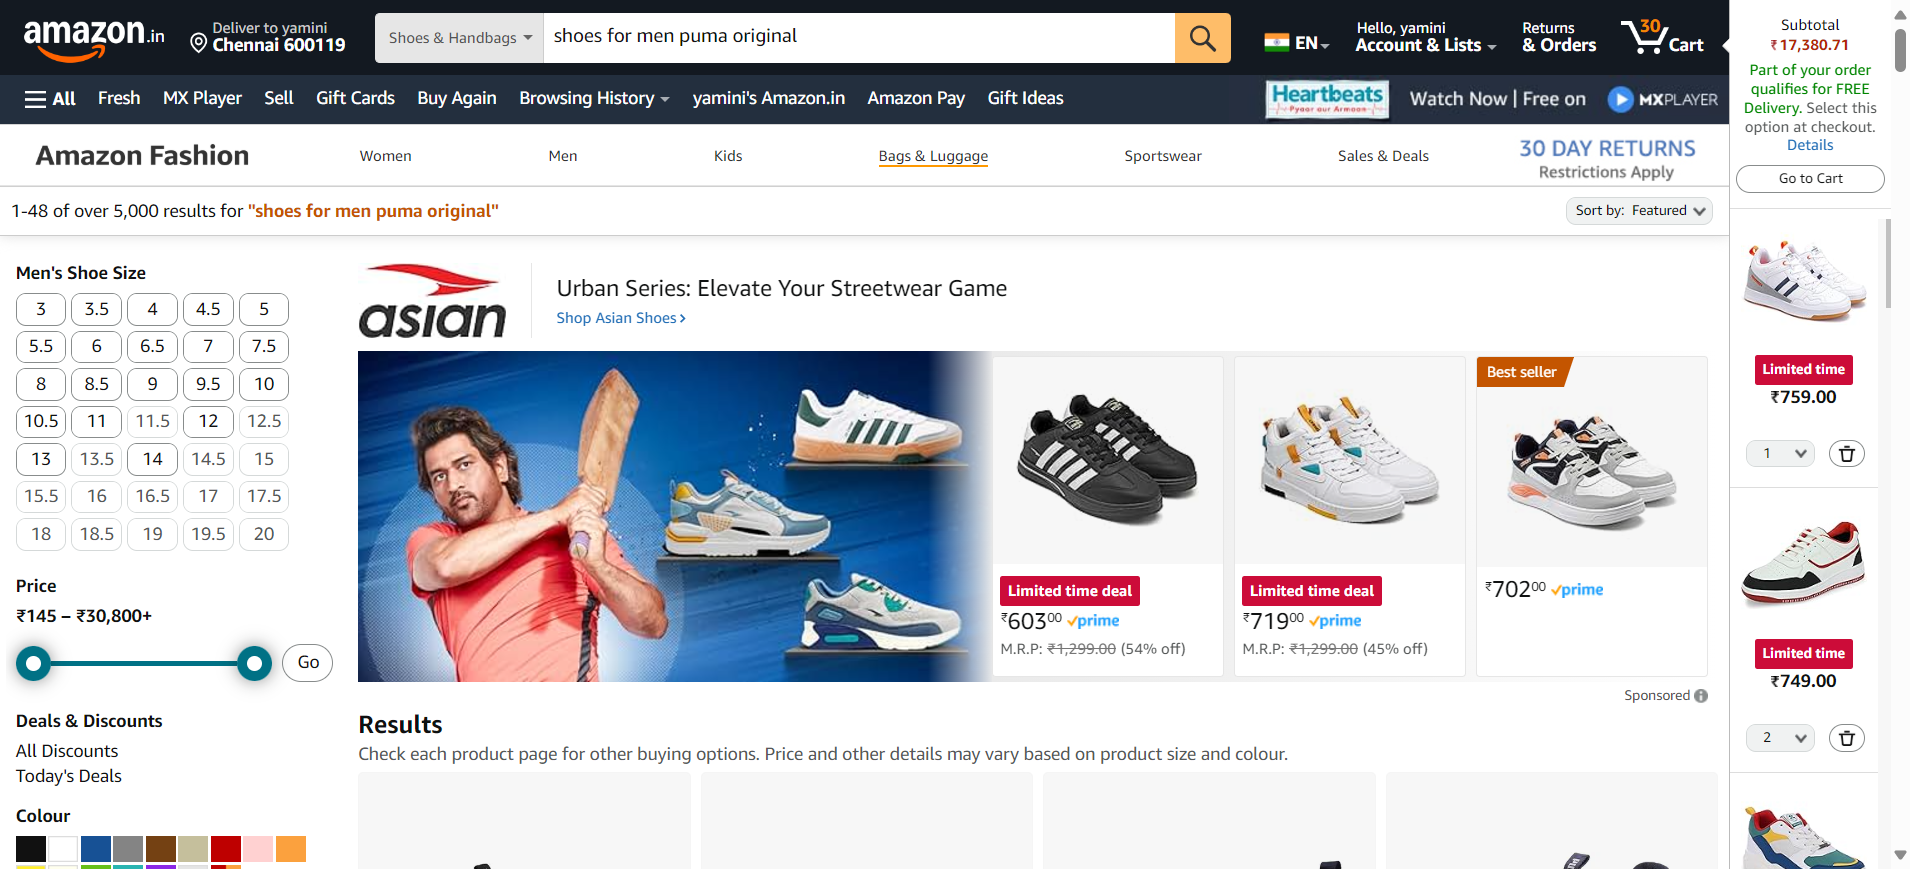 amazon.in
Deliver to yamini
Chennai 600119
Shoes & Handbags
shoes for men puma original
EN
Hello, yamini
Account & Lists
Returns
& Orders
30
Cart
All
Fresh
MX Player
Sell
Gift Cards
Buy Again
Browsing History
yamini's Amazon.in
Amazon Pay
Gift Ideas
Heartbeats
Pyaar aur Armaan
Watch Now | Free on
MXPLAYER
Amazon Fashion
Women
Men
Kids
Bags & Luggage
Sportswear
Sales & Deals
30 DAY RETURNS
Restrictions Apply
1-48 of over 5,000 results for "shoes for men puma original"
Sort by: Featured
Men's Shoe Size
3 3.5 4 4.5 5
5.5 6 6.5 7 7.5
8 8.5 9 9.5 10
10.5 11 11.5 12 12.5
13 13.5 14 14.5 15
15.5 16 16.5 17 17.5
18 18.5 19 19.5 20
Price
₹145 – ₹30,800+
Go
Deals & Discounts
All Discounts
Today's Deals
Colour
asian
Urban Series: Elevate Your Streetwear Game
Shop Asian Shoes ›
Limited time deal
₹603.00 prime
M.R.P: ₹1,299.00 (54% off)
Limited time deal
₹719.00 prime
M.R.P: ₹1,299.00 (45% off)
Best seller
₹702.00 prime
Sponsored
Results
Check each product page for other buying options. Price and other details may vary based on product size and colour.
Subtotal
₹17,380.71
Part of your order
qualifies for FREE
Delivery. Select this
option at checkout.
Details
Go to Cart
Limited time
₹759.00
1
Limited time
₹749.00
2